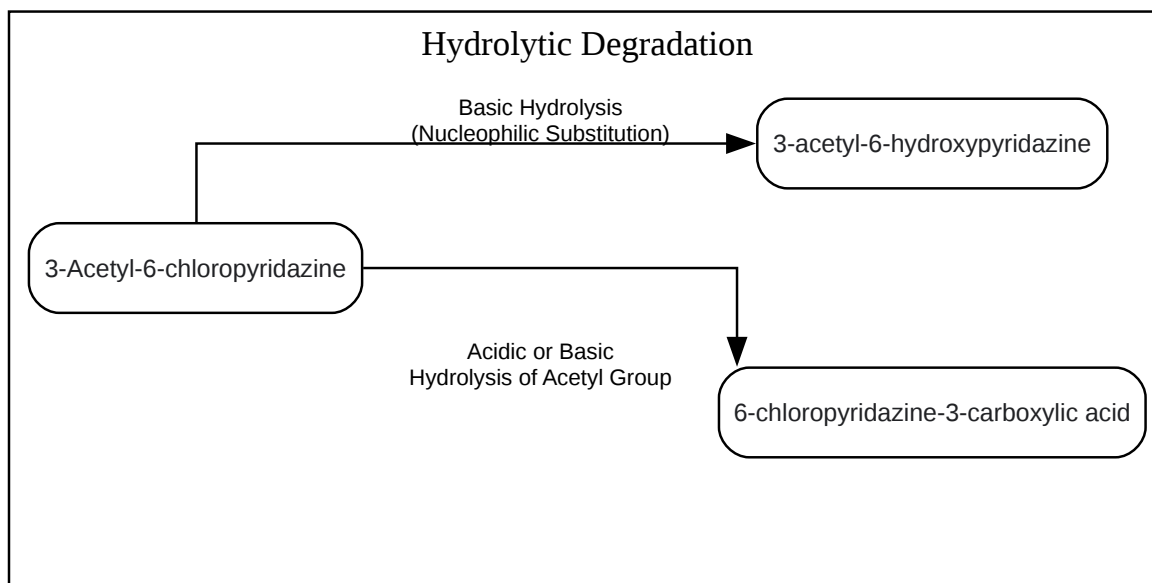 Hydrolytic Degradation
Basic Hydrolysis
(Nucleophilic Substitution)
3-acetyl-6-hydroxypyridazine
3-Acetyl-6-chloropyridazine
Acidic or Basic
Hydrolysis of Acetyl Group
6-chloropyridazine-3-carboxylic acid